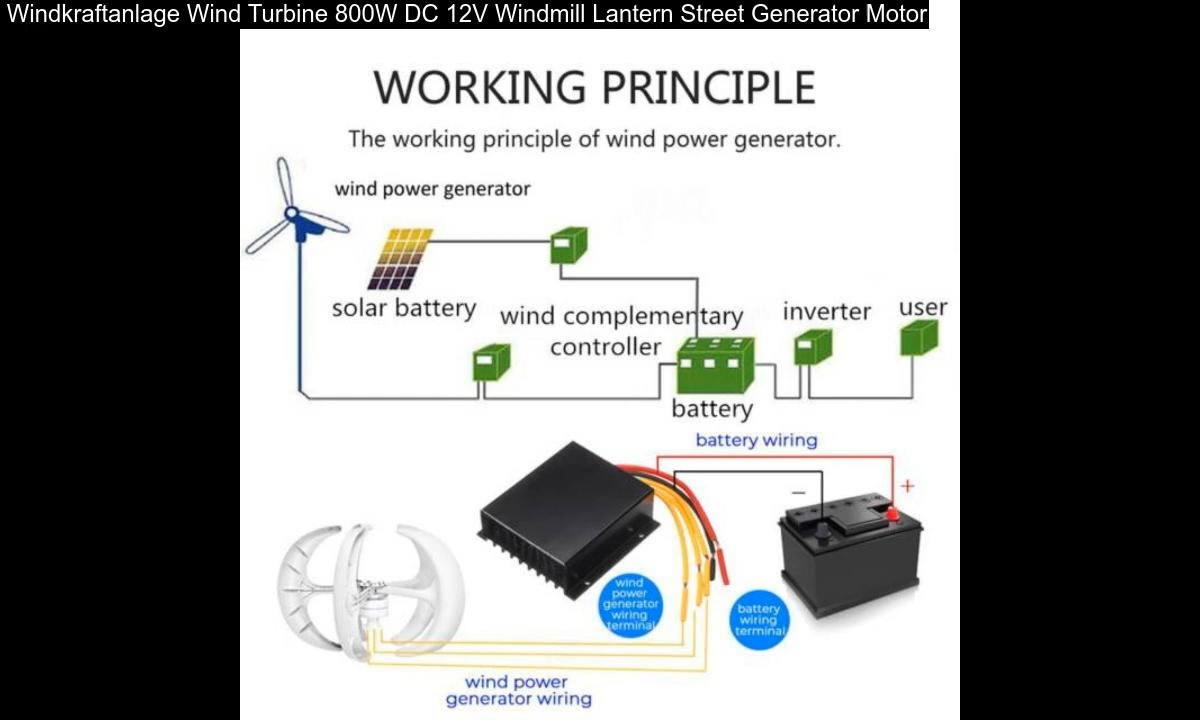 Windkraftanlage Wind Turbine 800W DC 12V Windmill Lantern Street Generator Motor
WORKING PRINCIPLE
The working principle of wind power generator.
wind power generator
solar battery
wind complementary
controller
inverter
user
battery
battery wiring
− +
wind
power
generator
wiring
terminal
battery
wiring
terminal
wind power
generator wiring